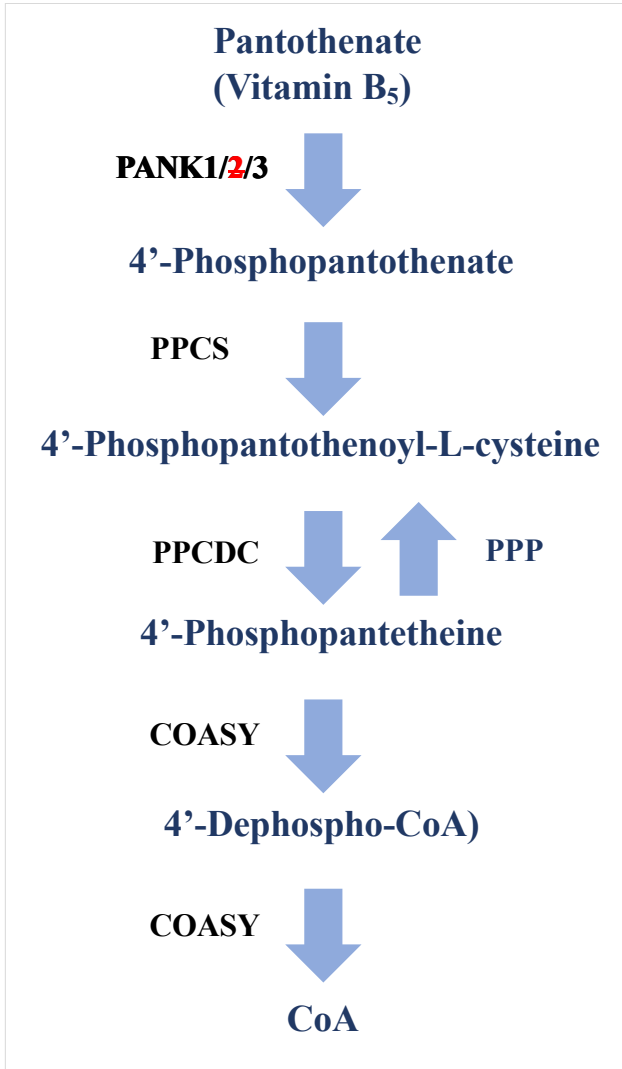 Pantothenate
(Vitamin B₅)
PANK1/2/3
4’-Phosphopantothenate
PPCS
4’-Phosphopantothenoyl-L-cysteine
PPCDC
PPP
4’-Phosphopantetheine
COASY
4’-Dephospho-CoA)
COASY
CoA